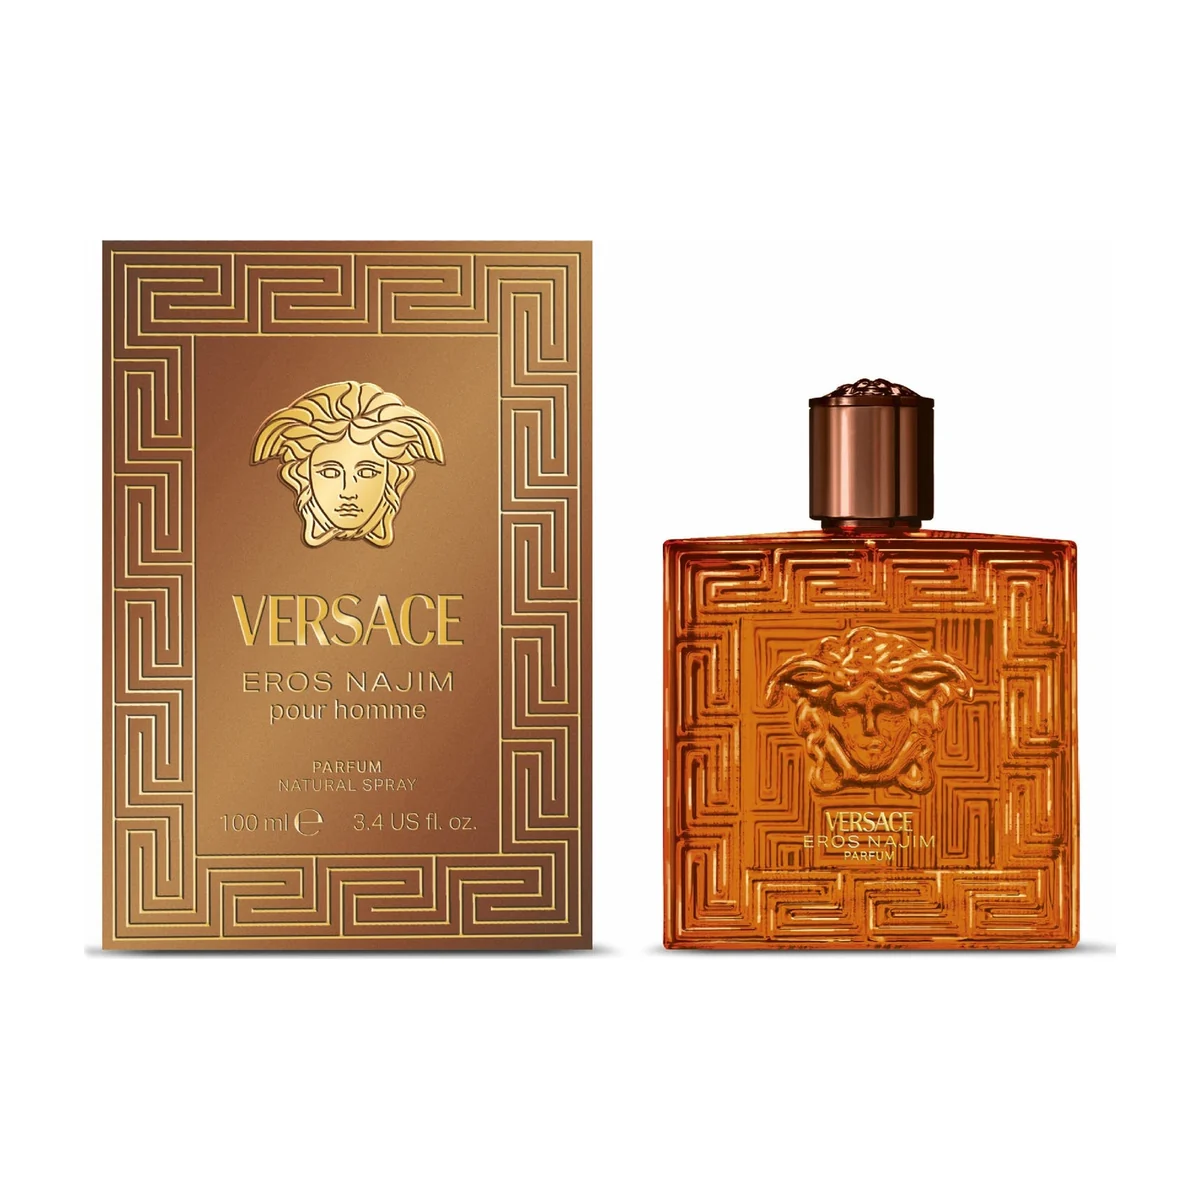 VERSACE
EROS NAJIM
pour homme
PARFUM
NATURAL SPRAY
100 ml ℮ 3.4 US fl. oz.
VERSACE
EROS NAJIM
PARFUM